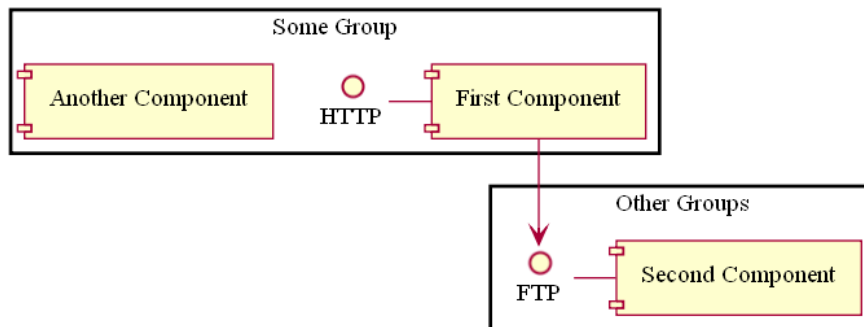 Some Group
Another Component
HTTP
First Component
Other Groups
FTP
Second Component